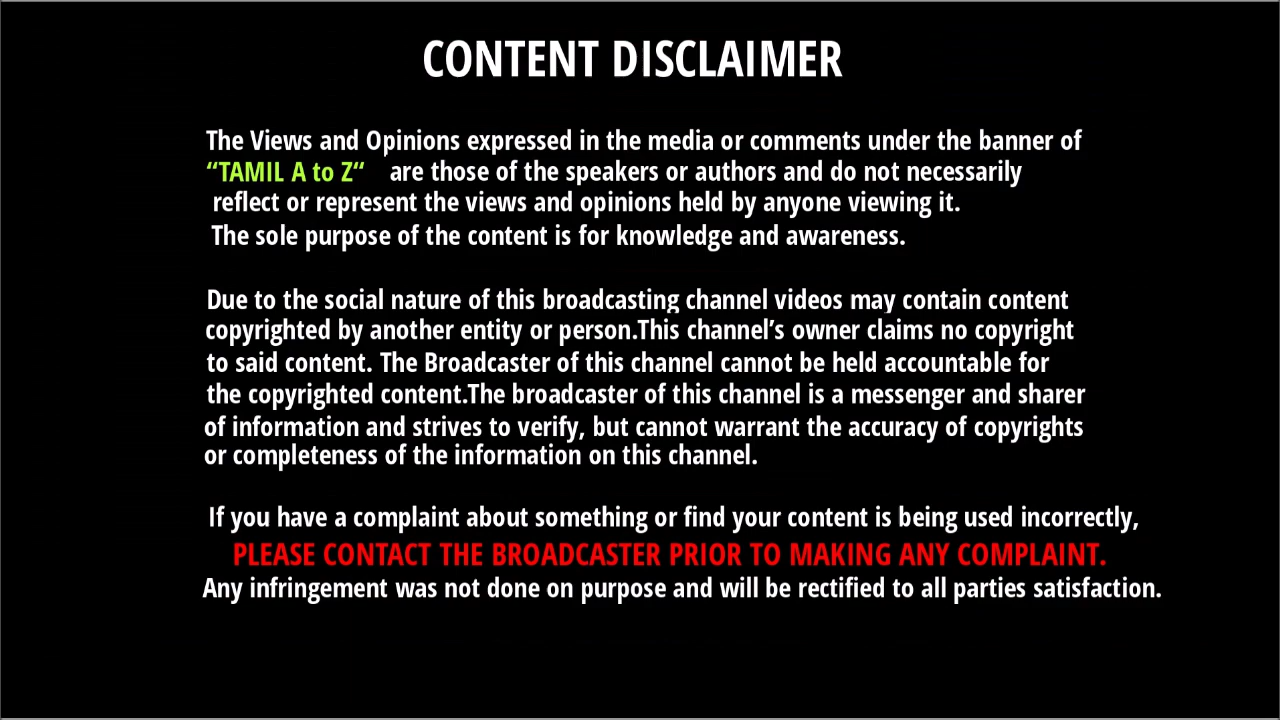 CONTENT DISCLAIMER
The Views and Opinions expressed in the media or comments under the banner of
“TAMIL A to Z“ are those of the speakers or authors and do not necessarily
reflect or represent the views and opinions held by anyone viewing it.
The sole purpose of the content is for knowledge and awareness.
Due to the social nature of this broadcasting channel videos may contain content
copyrighted by another entity or person.This channel’s owner claims no copyright
to said content. The Broadcaster of this channel cannot be held accountable for
the copyrighted content.The broadcaster of this channel is a messenger and sharer
of information and strives to verify, but cannot warrant the accuracy of copyrights
or completeness of the information on this channel.
If you have a complaint about something or find your content is being used incorrectly,
PLEASE CONTACT THE BROADCASTER PRIOR TO MAKING ANY COMPLAINT.
Any infringement was not done on purpose and will be rectified to all parties satisfaction.